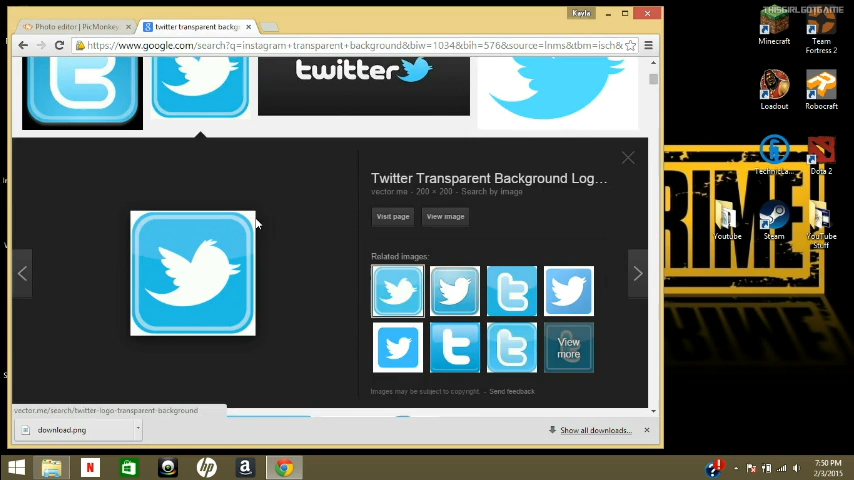 THISGIRLGOTGAME
Kayla
Photo editor | PicMonkey
twitter transparent backg
https://www.google.com/search?q=instagram+transparent+background&biw=1034&bih=576&source=lnms&tbm=isch&
twitter
Twitter Transparent Background Log...
vector.me - 200 × 200 - Search by image
Visit page
View image
Related images:
View more
Images may be subject to copyright. - Send feedback
vector.me/search/twitter-logo-transparent-background
download.png
Show all downloads...
Minecraft
Team Fortress 2
Loadout
Robocraft
TechnicLa...
Dota 2
Youtube
Steam
YouTube Stuff
RIME
N
hp
a
7:50 PM
2/3/2015